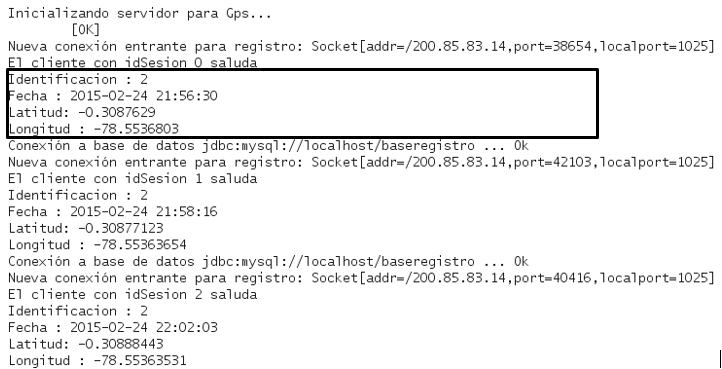 Inicializando servidor para Gps...
[OK]
Nueva conexión entrante para registro: Socket[addr=/200.85.83.14,port=38654,localport=1025]
El cliente con idSesion 0 saluda
Identificacion : 2
Fecha : 2015-02-24 21:56:30
Latitud: -0.3087629
Longitud : -78.5536803
Conexión a base de datos jdbc:mysql://localhost/baseregistro ... Ok
Nueva conexión entrante para registro: Socket[addr=/200.85.83.14,port=42103,localport=1025]
El cliente con idSesion 1 saluda
Identificacion : 2
Fecha : 2015-02-24 21:58:16
Latitud: -0.30877123
Longitud : -78.55363654
Conexión a base de datos jdbc:mysql://localhost/baseregistro ... Ok
Nueva conexión entrante para registro: Socket[addr=/200.85.83.14,port=40416,localport=1025]
El cliente con idSesion 2 saluda
Identificacion : 2
Fecha : 2015-02-24 22:02:03
Latitud: -0.30888443
Longitud : -78.55363531